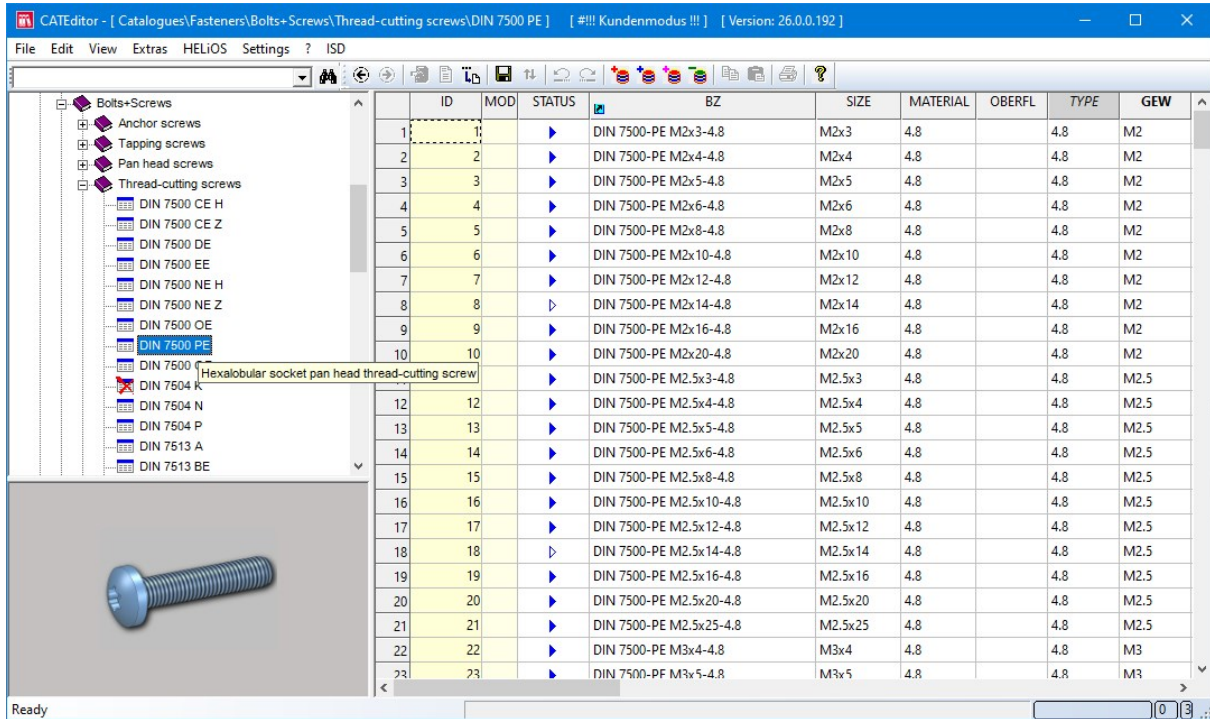 CATEditor - [ Catalogues\Fasteners\Bolts+Screws\Thread-cutting screws\DIN 7500 PE ] [ #!!! Kundenmodus !!! ] [ Version: 26.0.0.192 ]
File Edit View Extras HELiOS Settings ? ISD
Bolts+Screws
Anchor screws
Tapping screws
Pan head screws
Thread-cutting screws
DIN 7500 CE H
DIN 7500 CE Z
DIN 7500 DE
DIN 7500 EE
DIN 7500 NE H
DIN 7500 NE Z
DIN 7500 OE
DIN 7500 PE
DIN 7500
Hexalobular socket pan head thread-cutting screw
DIN 7504 K
DIN 7504 N
DIN 7504 P
DIN 7513 A
DIN 7513 BE
ID MOD STATUS BZ SIZE MATERIAL OBERFL TYPE GEW
1 1 DIN 7500-PE M2x3-4.8 M2x3 4.8 4.8 M2
2 2 DIN 7500-PE M2x4-4.8 M2x4 4.8 4.8 M2
3 3 DIN 7500-PE M2x5-4.8 M2x5 4.8 4.8 M2
4 4 DIN 7500-PE M2x6-4.8 M2x6 4.8 4.8 M2
5 5 DIN 7500-PE M2x8-4.8 M2x8 4.8 4.8 M2
6 6 DIN 7500-PE M2x10-4.8 M2x10 4.8 4.8 M2
7 7 DIN 7500-PE M2x12-4.8 M2x12 4.8 4.8 M2
8 8 DIN 7500-PE M2x14-4.8 M2x14 4.8 4.8 M2
9 9 DIN 7500-PE M2x16-4.8 M2x16 4.8 4.8 M2
10 10 DIN 7500-PE M2x20-4.8 M2x20 4.8 4.8 M2
DIN 7500-PE M2.5x3-4.8 M2.5x3 4.8 4.8 M2.5
12 12 DIN 7500-PE M2.5x4-4.8 M2.5x4 4.8 4.8 M2.5
13 13 DIN 7500-PE M2.5x5-4.8 M2.5x5 4.8 4.8 M2.5
14 14 DIN 7500-PE M2.5x6-4.8 M2.5x6 4.8 4.8 M2.5
15 15 DIN 7500-PE M2.5x8-4.8 M2.5x8 4.8 4.8 M2.5
16 16 DIN 7500-PE M2.5x10-4.8 M2.5x10 4.8 4.8 M2.5
17 17 DIN 7500-PE M2.5x12-4.8 M2.5x12 4.8 4.8 M2.5
18 18 DIN 7500-PE M2.5x14-4.8 M2.5x14 4.8 4.8 M2.5
19 19 DIN 7500-PE M2.5x16-4.8 M2.5x16 4.8 4.8 M2.5
20 20 DIN 7500-PE M2.5x20-4.8 M2.5x20 4.8 4.8 M2.5
21 21 DIN 7500-PE M2.5x25-4.8 M2.5x25 4.8 4.8 M2.5
22 22 DIN 7500-PE M3x4-4.8 M3x4 4.8 4.8 M3
23 23 DIN 7500-PE M3x5-4.8 M3x5 4.8 4.8 M3
Ready 0 3